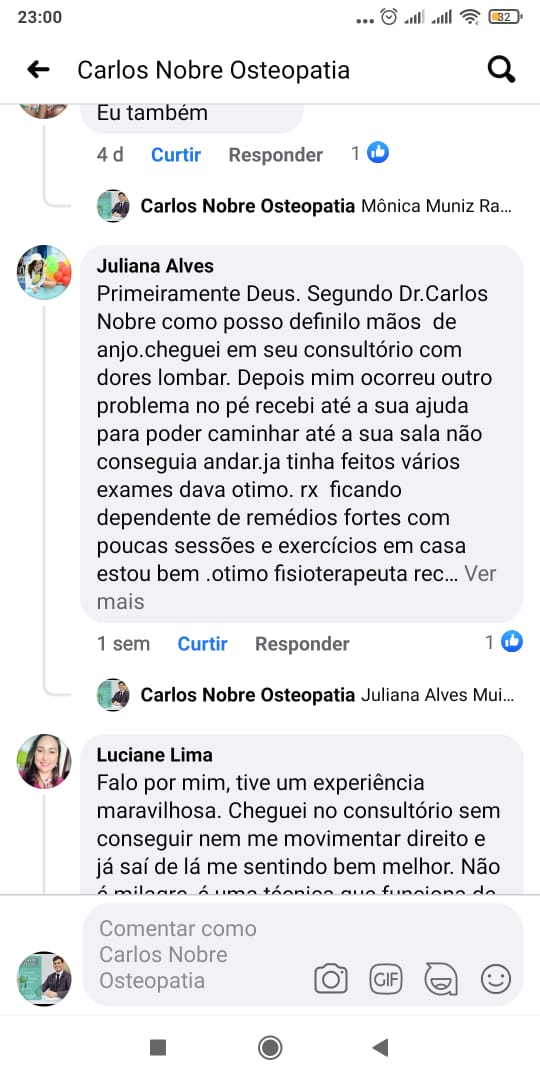 23:00
32
Carlos Nobre Osteopatia
Eu também
4 d Curtir Responder 1
Carlos Nobre Osteopatia Mônica Muniz Ra...
Juliana Alves
Primeiramente Deus. Segundo Dr.Carlos
Nobre como posso definilo mãos de
anjo.cheguei em seu consultório com
dores lombar. Depois mim ocorreu outro
problema no pé recebi até a sua ajuda
para poder caminhar até a sua sala não
conseguia andar.ja tinha feitos vários
exames dava otimo. rx ficando
dependente de remédios fortes com
poucas sessões e exercícios em casa
estou bem .otimo fisioterapeuta rec... Ver
mais
1 sem Curtir Responder 1
Carlos Nobre Osteopatia Juliana Alves Mui...
Luciane Lima
Falo por mim, tive um experiência
maravilhosa. Cheguei no consultório sem
conseguir nem me movimentar direito e
já saí de lá me sentindo bem melhor. Não
é milagre, é uma técnica que funciona de
Comentar como
Carlos Nobre
Osteopatia
GIF